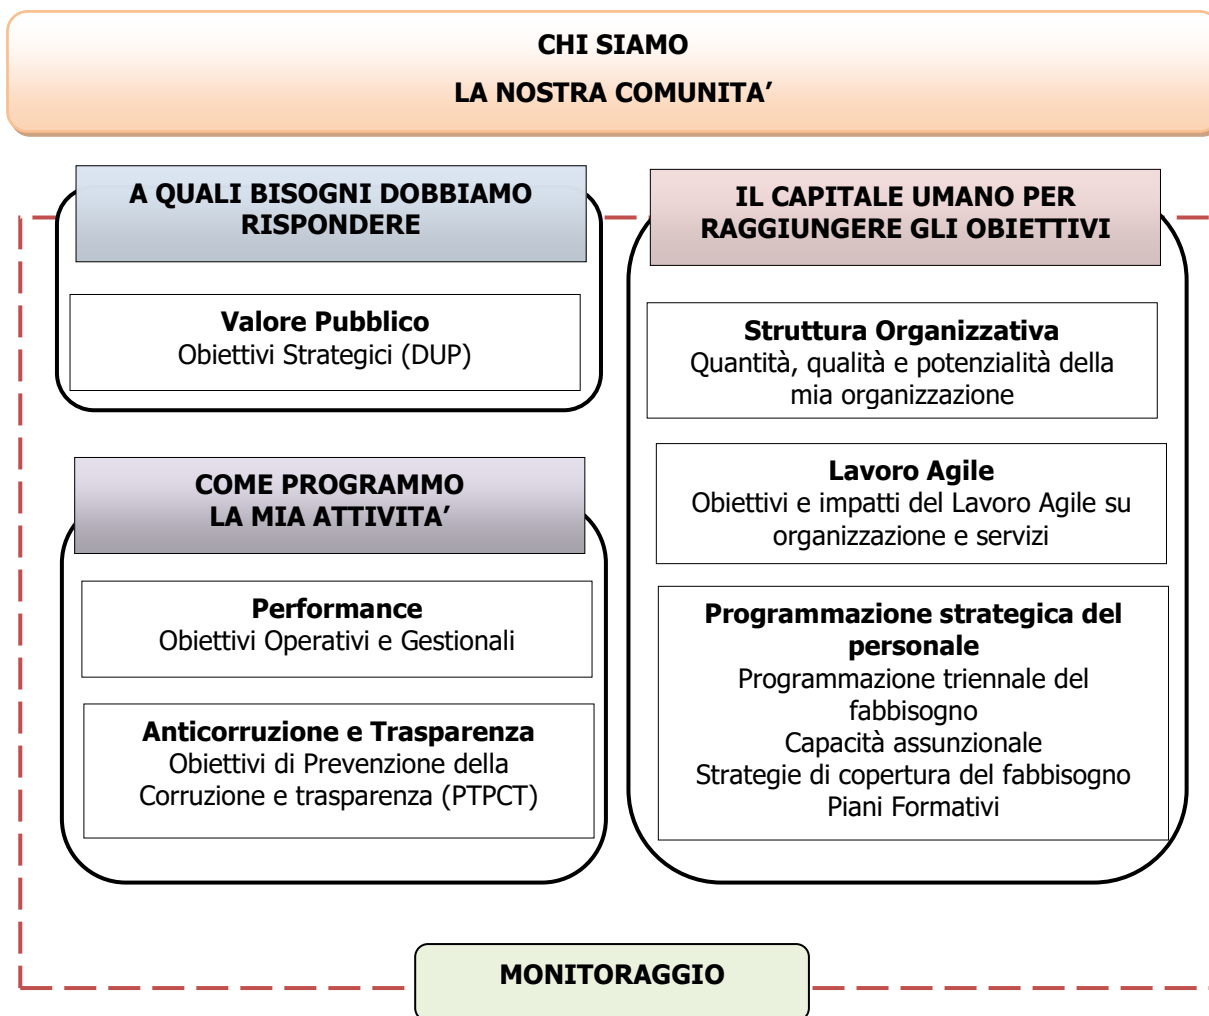 CHI SIAMO
LA NOSTRA COMUNITA’
A QUALI BISOGNI DOBBIAMO
RISPONDERE
Valore Pubblico
Obiettivi Strategici (DUP)
COME PROGRAMMO
LA MIA ATTIVITA’
Performance
Obiettivi Operativi e Gestionali
Anticorruzione e Trasparenza
Obiettivi di Prevenzione della
Corruzione e trasparenza (PTPCT)
IL CAPITALE UMANO PER
RAGGIUNGERE GLI OBIETTIVI
Struttura Organizzativa
Quantità, qualità e potenzialità della
mia organizzazione
Lavoro Agile
Obiettivi e impatti del Lavoro Agile su
organizzazione e servizi
Programmazione strategica del
personale
Programmazione triennale del
fabbisogno
Capacità assunzionale
Strategie di copertura del fabbisogno
Piani Formativi
MONITORAGGIO